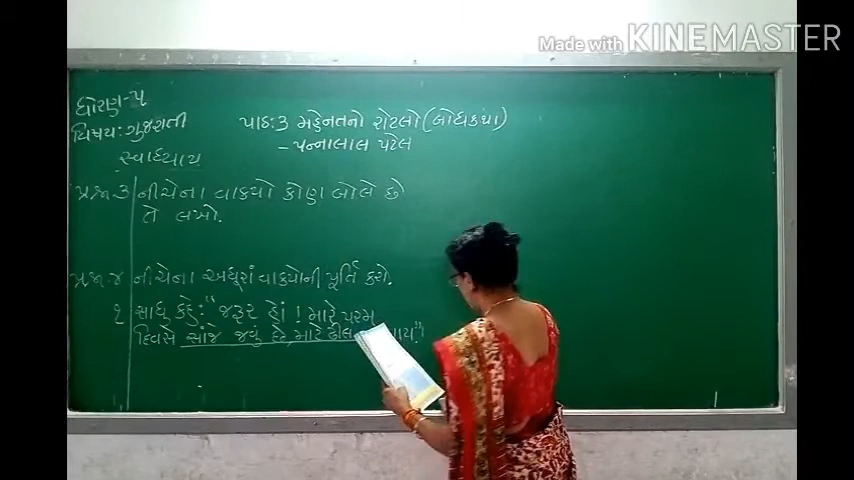 Made with KINEMASTER
ધોરણ-૫
વિષય: ગુજરાતી
પાઠ: ૩ મહેનતનો રોટલો (બોધકથા)
- પન્નાલાલ પટેલ
સ્વાધ્યાય
પ્રશ્ન-૩ નીચેના વાક્યો કોણ બોલે છે
તે લખો.
પ્રશ્ન-૪ નીચેના અધૂરાં વાક્યોની પૂર્તિ કરો.
૧ સાધુ કહે: "જરૂર હોં ! મારે પરમ
દિવસે સાંજે જવું હશે, મારે